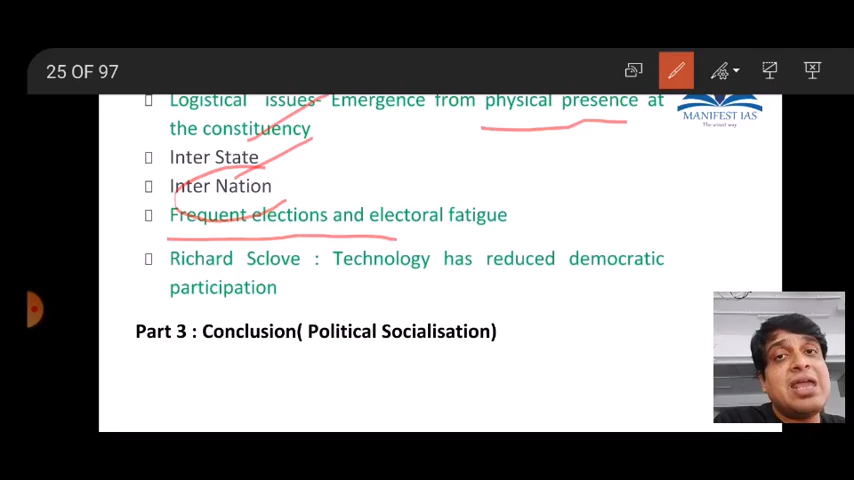 25 OF 97
Logistical issues- Emergence from physical presence at
the constituency
Inter State
Inter Nation
Frequent elections and electoral fatigue
Richard Sclove : Technology has reduced democratic
participation
Part 3 : Conclusion( Political Socialisation)
MANIFEST IAS